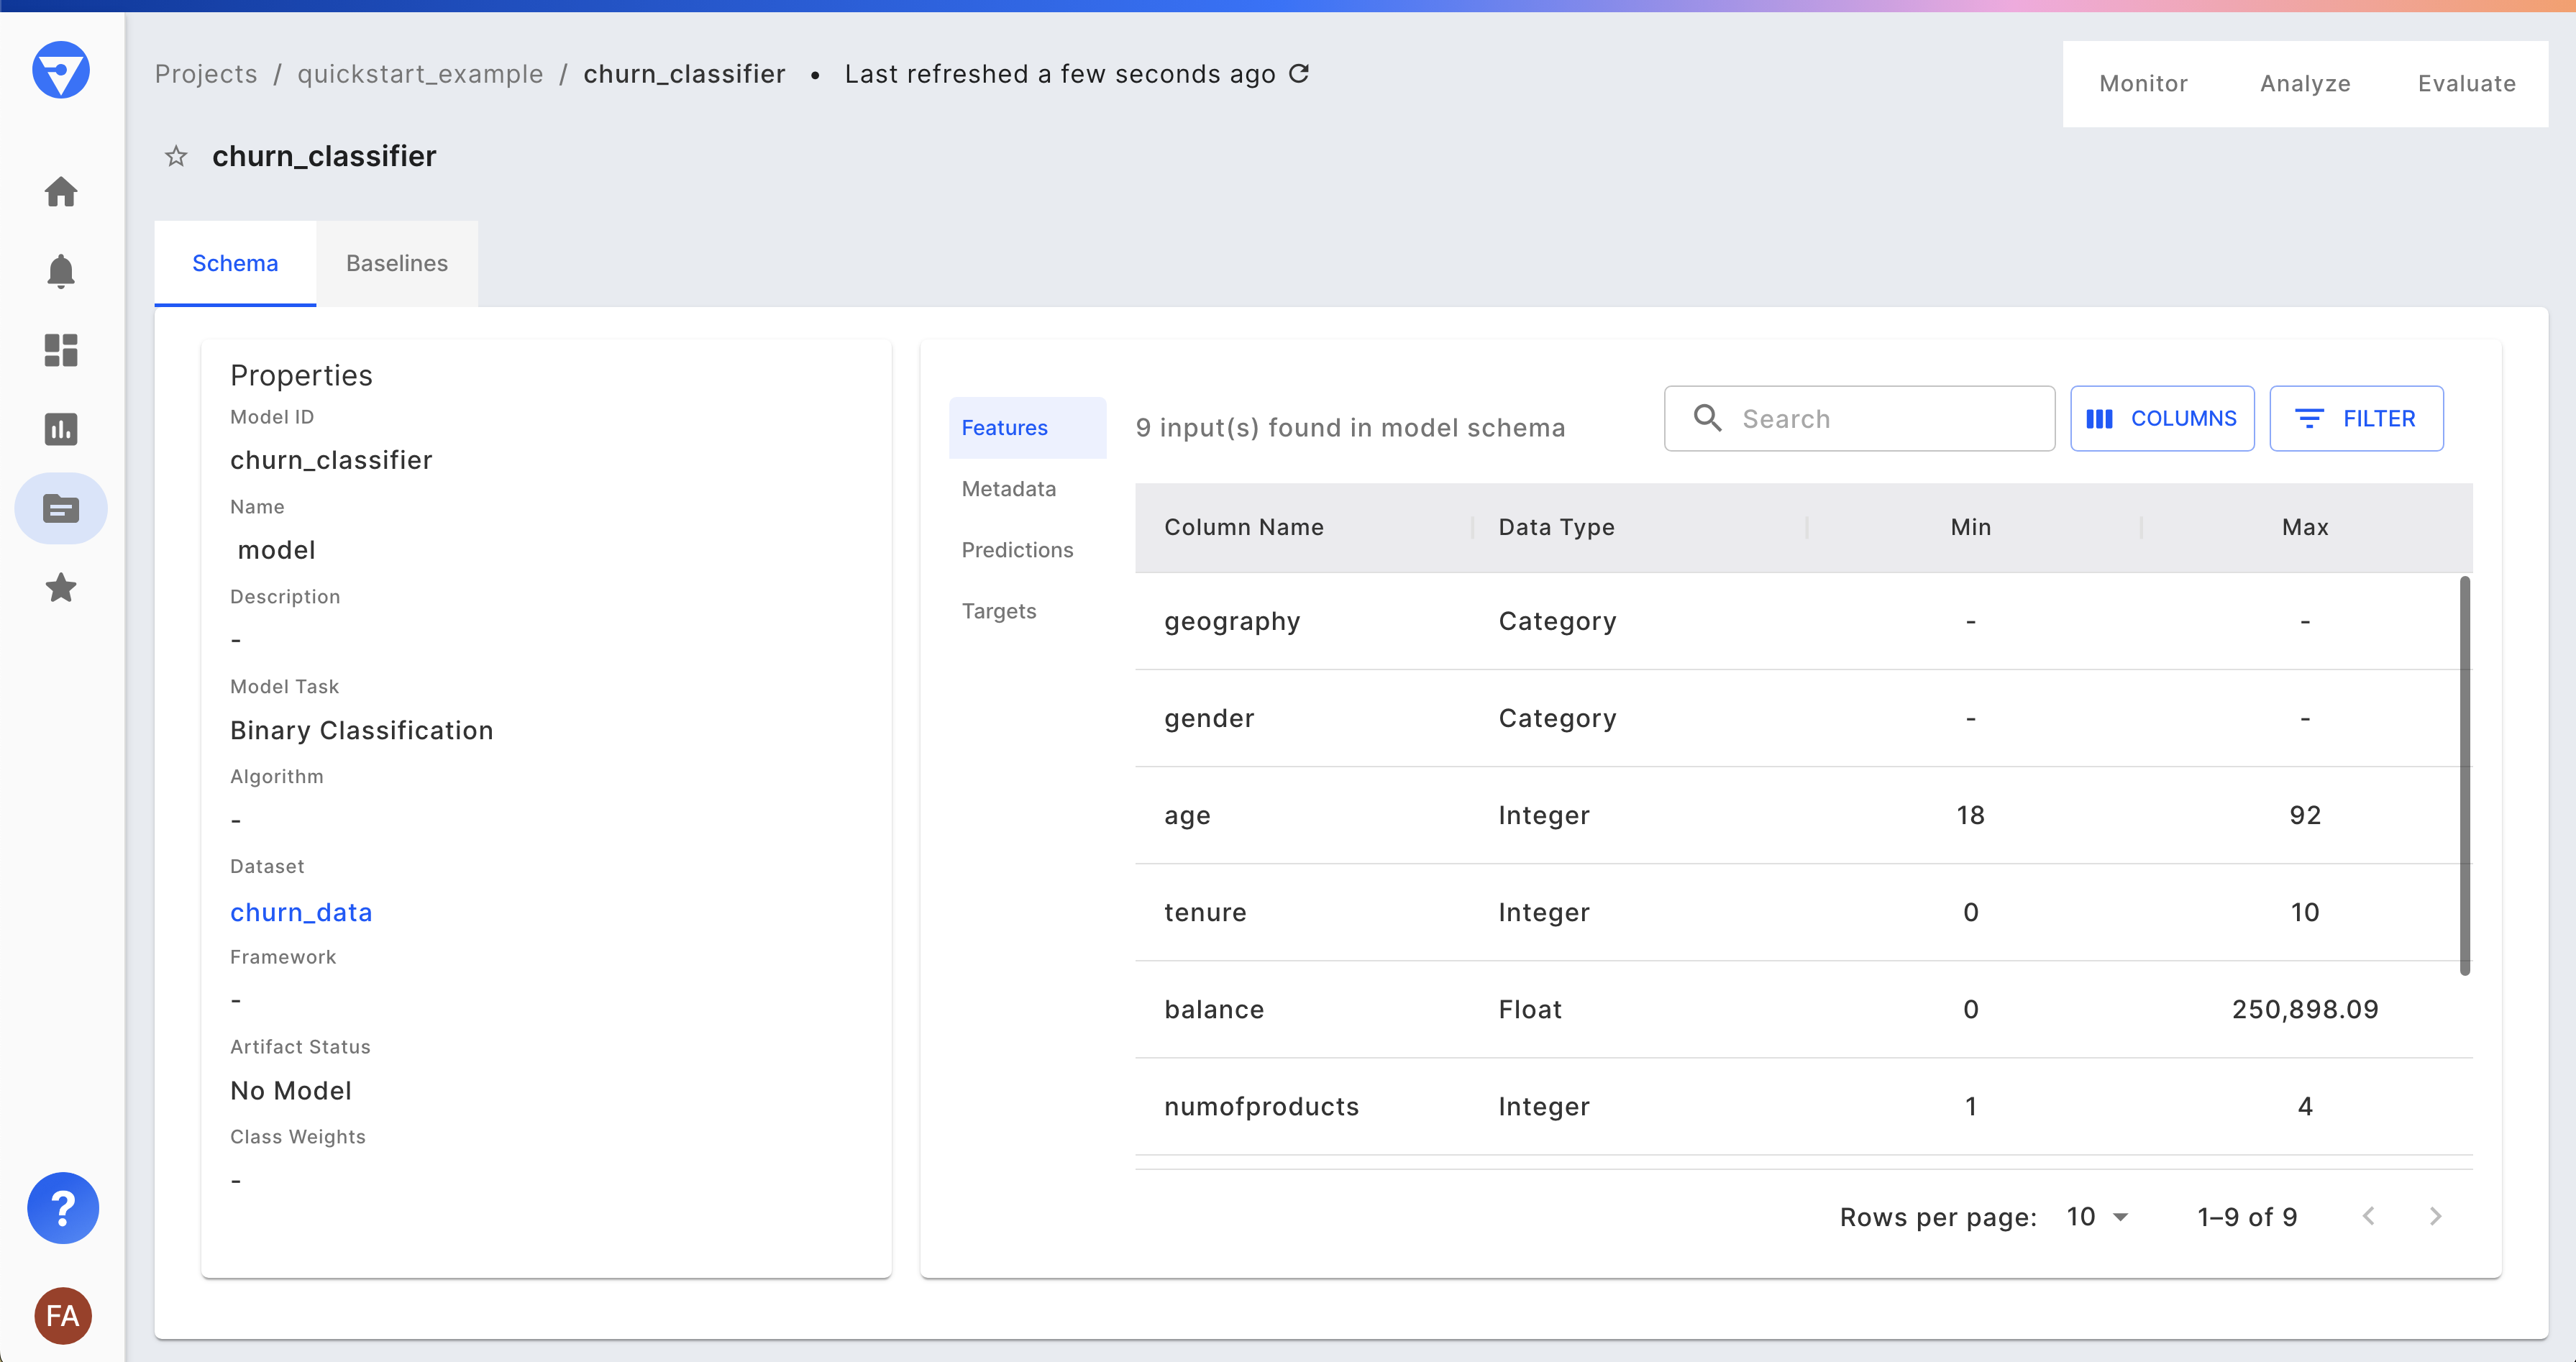 Projects / quickstart_example / churn_classifier • Last refreshed a few seconds ago
Monitor Analyze Evaluate
churn_classifier
Schema Baselines
Properties
Model ID
churn_classifier
Name
model
Description
-
Model Task
Binary Classification
Algorithm
-
Dataset
churn_data
Framework
-
Artifact Status
No Model
Class Weights
-
Features
Metadata
Predictions
Targets
9 input(s) found in model schema
Search
COLUMNS
FILTER
Column Name Data Type Min Max
geography Category - -
gender Category - -
age Integer 18 92
tenure Integer 0 10
balance Float 0 250,898.09
numofproducts Integer 1 4
Rows per page: 10 1–9 of 9
?
FA